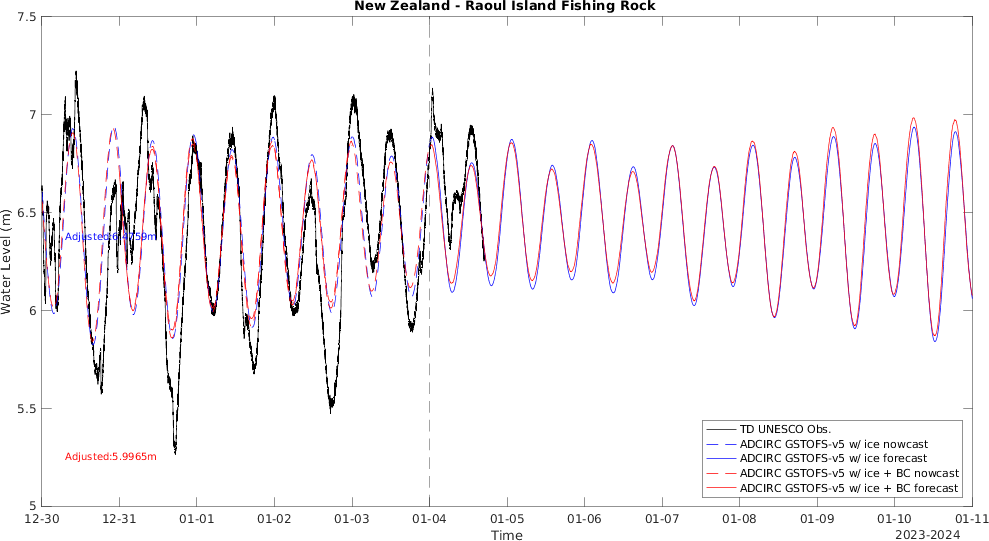 New Zealand - Raoul Island Fishing Rock
7.5
7
6.5
6
5.5
5
Water Level (m)
Adjusted:5.9965m
TD UNESCO Obs.
ADCIRC GSTOFS-v5 w/ ice nowcast
ADCIRC GSTOFS-v5 w/ ice forecast
ADCIRC GSTOFS-v5 w/ ice + BC nowcast
ADCIRC GSTOFS-v5 w/ ice + BC forecast
12-30 12-31 01-01 01-02 01-03 01-04 01-05 01-06 01-07 01-08 01-09 01-10 01-11
Time
2023-2024